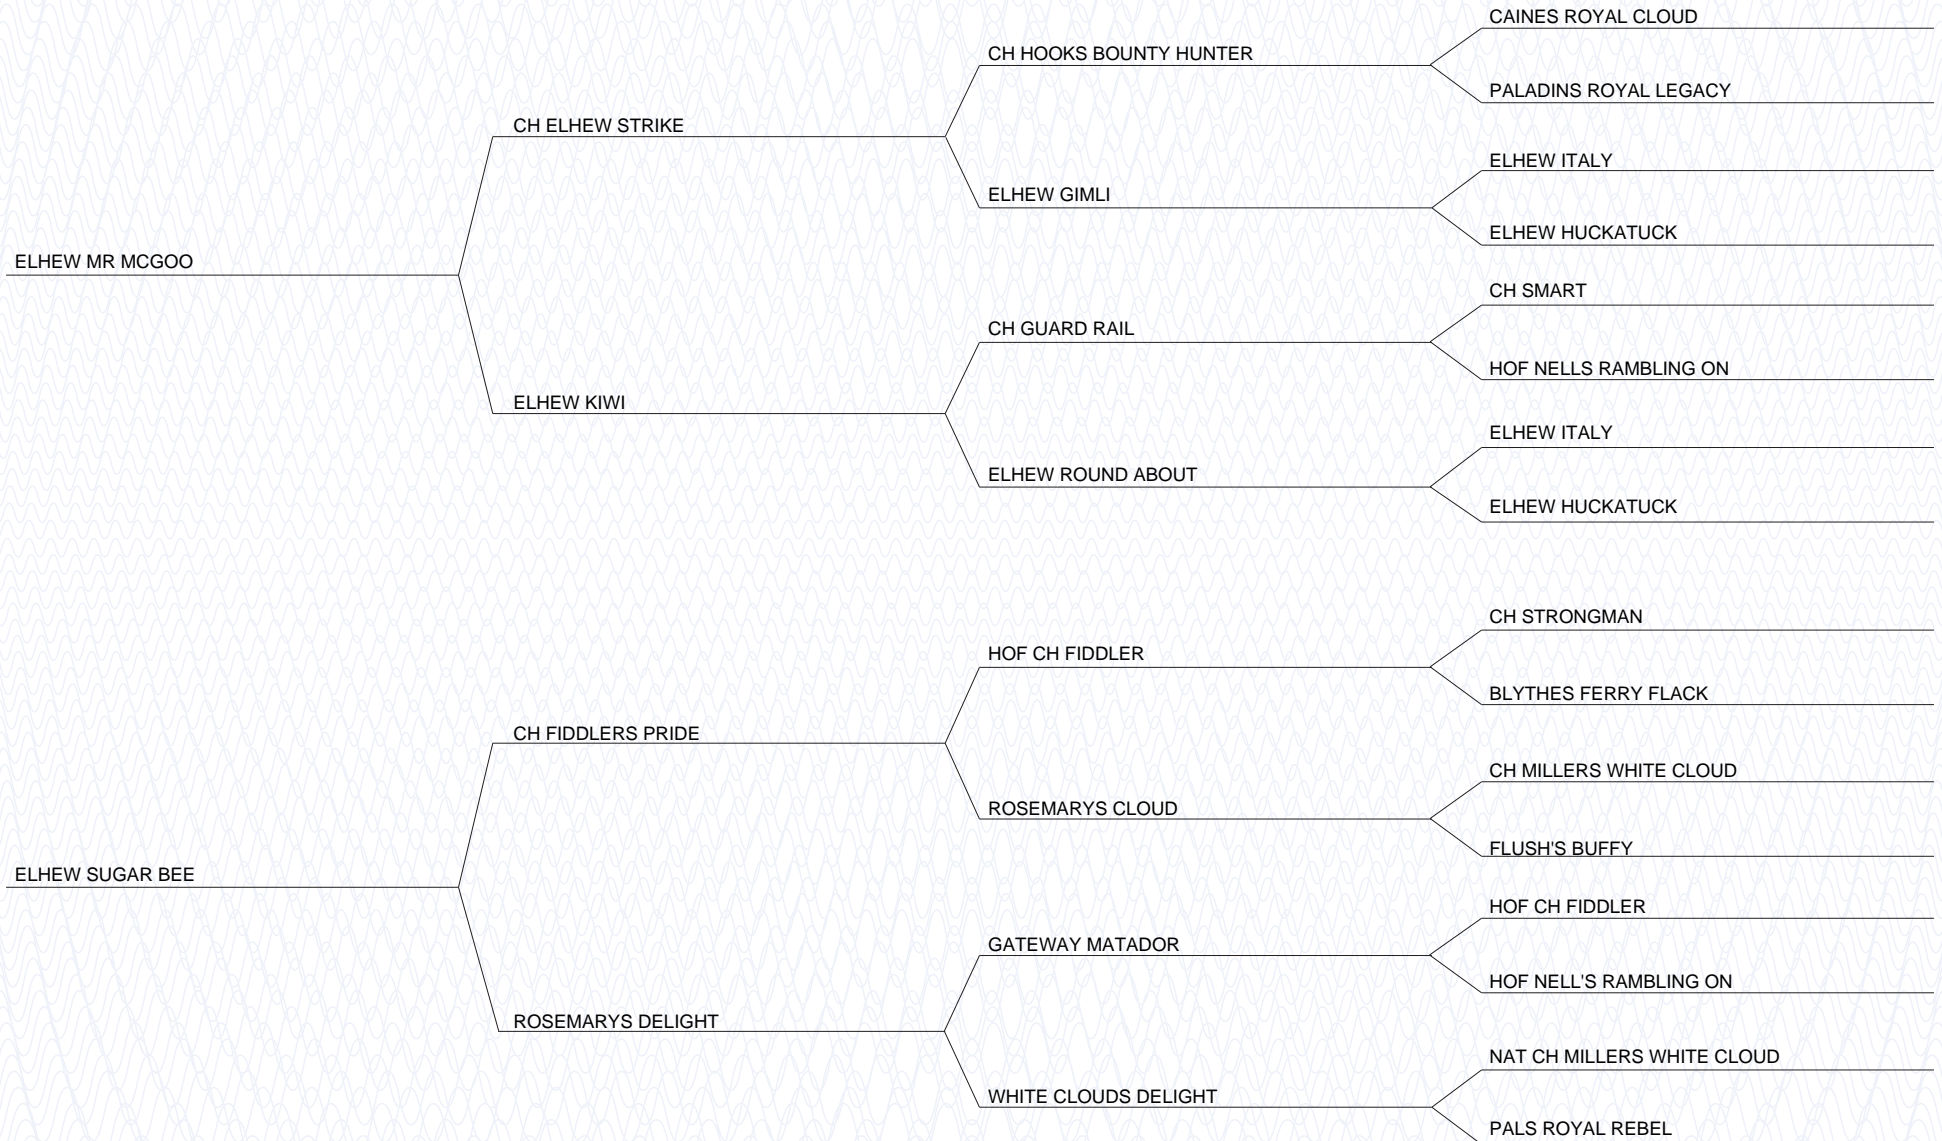 CAINES ROYAL CLOUD
CH HOOKS BOUNTY HUNTER
PALADINS ROYAL LEGACY
CH ELHEW STRIKE
ELHEW ITALY
ELHEW GIMLI
ELHEW HUCKATUCK
ELHEW MR MCGOO
CH SMART
CH GUARD RAIL
HOF NELLS RAMBLING ON
ELHEW KIWI
ELHEW ITALY
ELHEW ROUND ABOUT
ELHEW HUCKATUCK
CH STRONGMAN
HOF CH FIDDLER
BLYTHES FERRY FLACK
CH FIDDLERS PRIDE
CH MILLERS WHITE CLOUD
ROSEMARYS CLOUD
FLUSH'S BUFFY
ELHEW SUGAR BEE
HOF CH FIDDLER
GATEWAY MATADOR
HOF NELL'S RAMBLING ON
ROSEMARYS DELIGHT
NAT CH MILLERS WHITE CLOUD
WHITE CLOUDS DELIGHT
PALS ROYAL REBEL